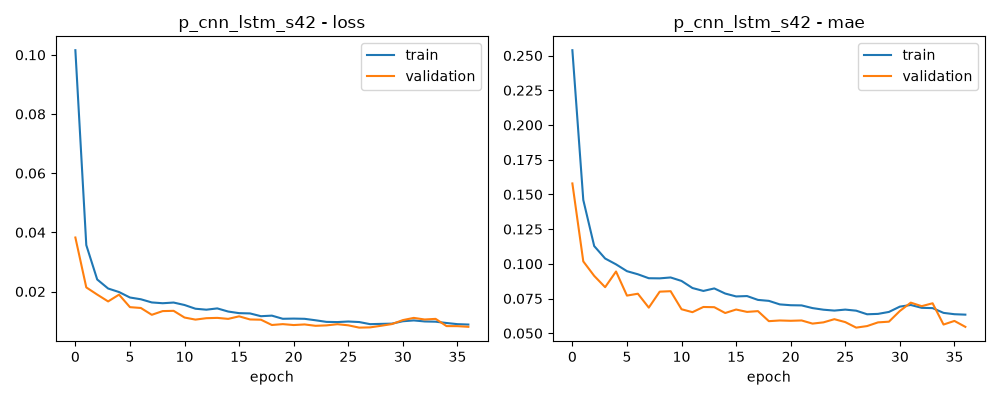 p_cnn_lstm_s42 - loss
train
validation
0.10
0.08
0.06
0.04
0.02
0 5 10 15 20 25 30 35
epoch
p_cnn_lstm_s42 - mae
train
validation
0.250
0.225
0.200
0.175
0.150
0.125
0.100
0.075
0.050
0 5 10 15 20 25 30 35
epoch